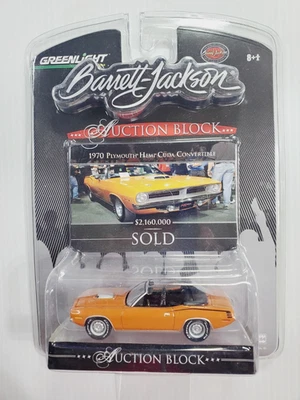 GREENLIGHT
8+
Barrett-Jackson
AUCTION BLOCK
1970 PLYMOUTH HEMI CUDA CONVERTIBLE
$2,160,000
SOLD
AUCTION BLOCK